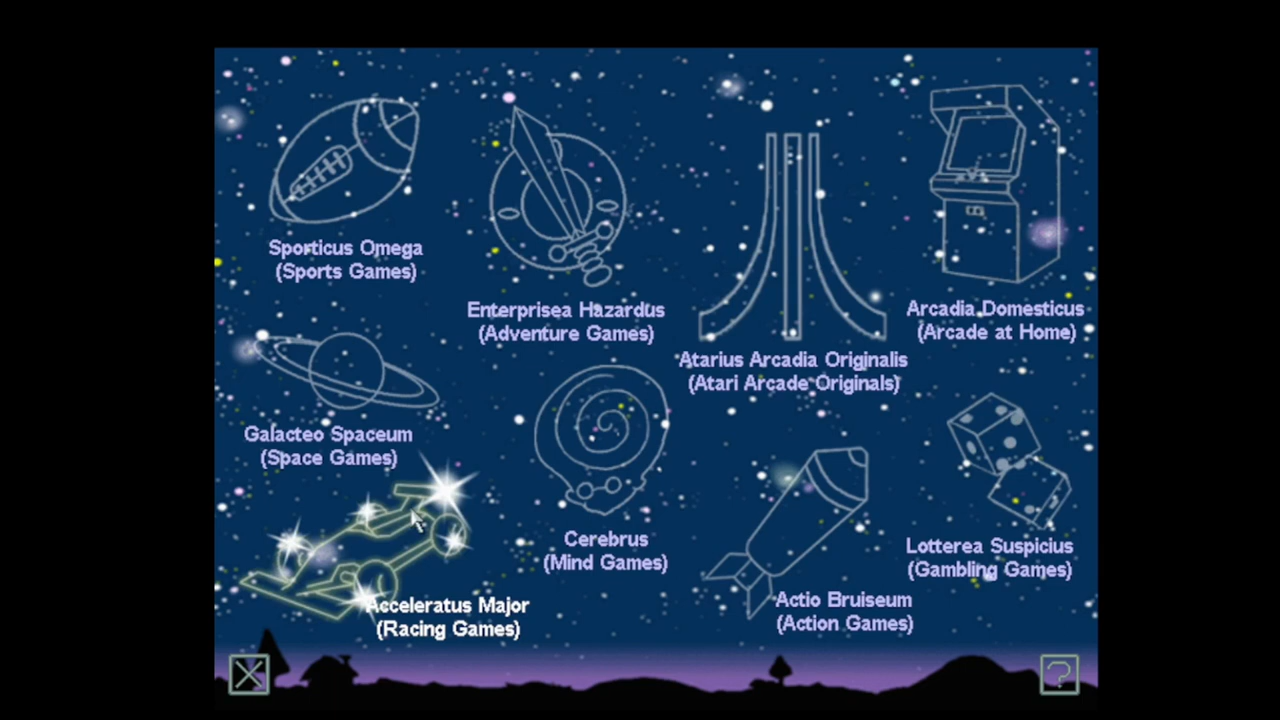 Sporticus Omega
(Sports Games)
Enterprisea Hazardus
(Adventure Games)
Atarius Arcadia Originalis
(Atari Arcade Originals)
Arcadia Domesticus
(Arcade at Home)
Galacteo Spaceum
(Space Games)
Cerebrus
(Mind Games)
Lotterea Suspicius
(Gambling Games)
Acceleratus Major
(Racing Games)
Actio Bruiseum
(Action Games)
?